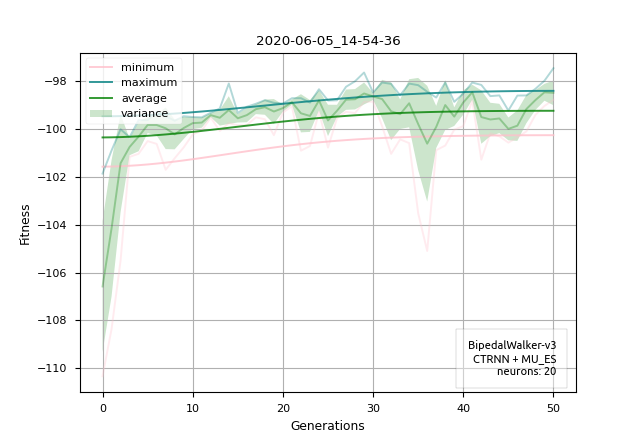 2020-06-05_14-54-36
minimum
maximum
average
variance
Fitness
−98
−100
−102
−104
−106
−108
−110
BipedalWalker-v3
CTRNN + MU_ES
neurons: 20
0 10 20 30 40 50
Generations